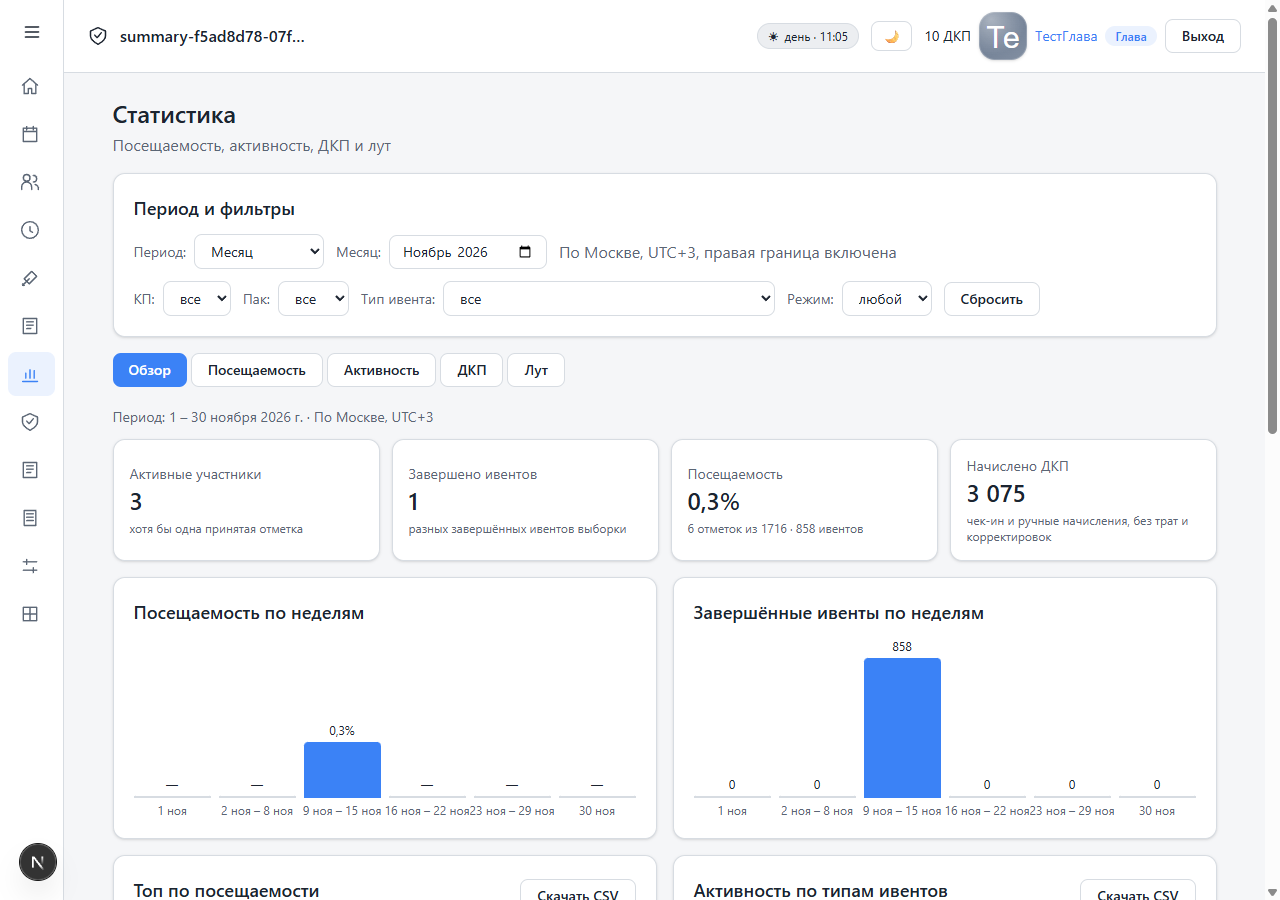 summary-f5ad8d78-07f...
☀ день · 11:05
10 ДКП
Te
ТестГлава
Глава
Выход
Статистика
Посещаемость, активность, ДКП и лут
Период и фильтры
Период: Месяц Месяц: Ноябрь 2026 По Москве, UTC+3, правая граница включена
КП: все Пак: все Тип ивента: все Режим: любой Сбросить
Обзор Посещаемость Активность ДКП Лут
Период: 1 – 30 ноября 2026 г. · По Москве, UTC+3
Активные участники
3
хотя бы одна принятая отметка
Завершено ивентов
1
разных завершённых ивентов выборки
Посещаемость
0,3%
6 отметок из 1716 · 858 ивентов
Начислено ДКП
3 075
чек-ин и ручные начисления, без трат и
корректировок
Посещаемость по неделям
— — 0,3% — — —
1 ноя 2 ноя – 8 ноя 9 ноя – 15 ноя 16 ноя – 22 ноя 23 ноя – 29 ноя 30 ноя
Завершённые ивенты по неделям
0 0 858 0 0 0
1 ноя 2 ноя – 8 ноя 9 ноя – 15 ноя 16 ноя – 22 ноя 23 ноя – 29 ноя 30 ноя
Топ по посещаемости
Скачать CSV
Активность по типам ивентов
Скачать CSV
N